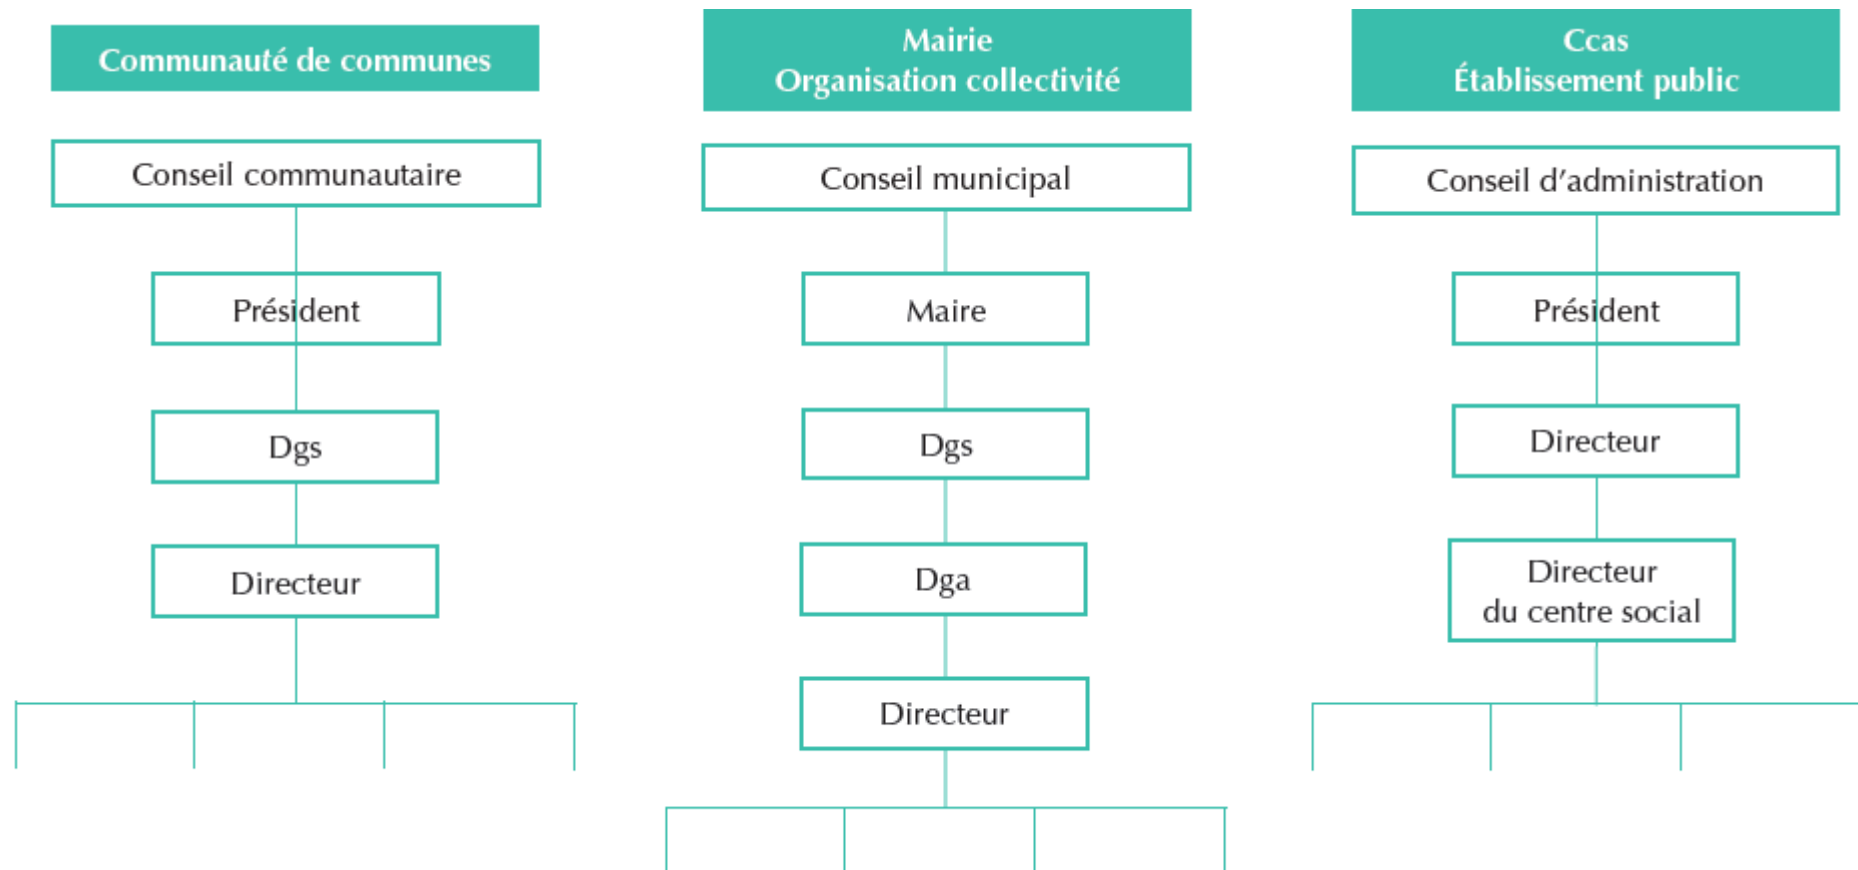 Communauté de communes
Conseil communautaire
Président
Dgs
Directeur
Mairie
Organisation collectivité
Conseil municipal
Maire
Dgs
Dga
Directeur
Ccas
Établissement public
Conseil d’administration
Président
Directeur
Directeur
du centre social